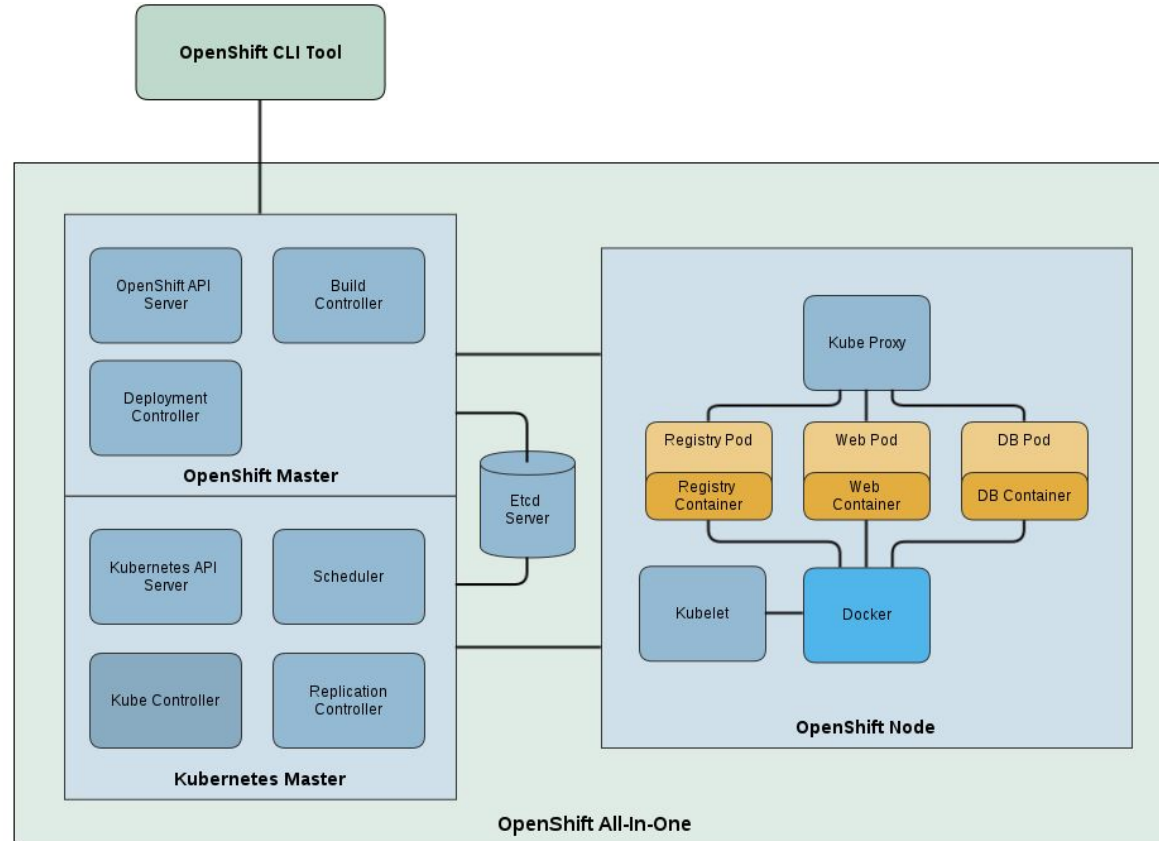 OpenShift CLI Tool
OpenShift API
Server
Build
Controller
Deployment
Controller
OpenShift Master
Kubernetes API
Server
Scheduler
Kube Controller
Replication
Controller
Kubernetes Master
Etcd
Server
Kube Proxy
Registry Pod
Web Pod
DB Pod
Registry
Container
Web
Container
DB Container
Kubelet
Docker
OpenShift Node
OpenShift All-In-One